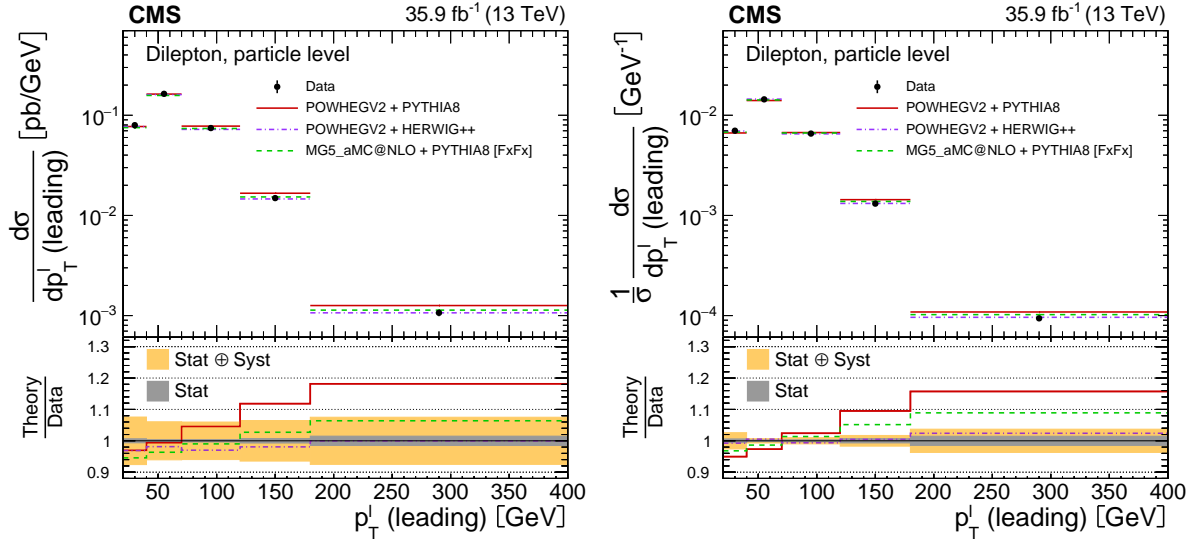 CMS 35.9 fb⁻¹ (13 TeV)
Dilepton, particle level
Data
POWHEGV2 + PYTHIA8
POWHEGV2 + HERWIG++
MG5_aMC@NLO + PYTHIA8 [FxFx]
dσ/dp_T^l (leading) [pb/GeV]
10⁻¹
10⁻²
10⁻³
Stat ⊕ Syst
Stat
Theory/Data
1.3
1.2
1.1
1
0.9
50 100 150 200 250 300 350 400
p_T^l (leading) [GeV]
CMS 35.9 fb⁻¹ (13 TeV)
Dilepton, particle level
Data
POWHEGV2 + PYTHIA8
POWHEGV2 + HERWIG++
MG5_aMC@NLO + PYTHIA8 [FxFx]
1/σ dσ/dp_T^l (leading) [GeV⁻¹]
10⁻²
10⁻³
10⁻⁴
Stat ⊕ Syst
Stat
Theory/Data
1.3
1.2
1.1
1
0.9
50 100 150 200 250 300 350 400
p_T^l (leading) [GeV]